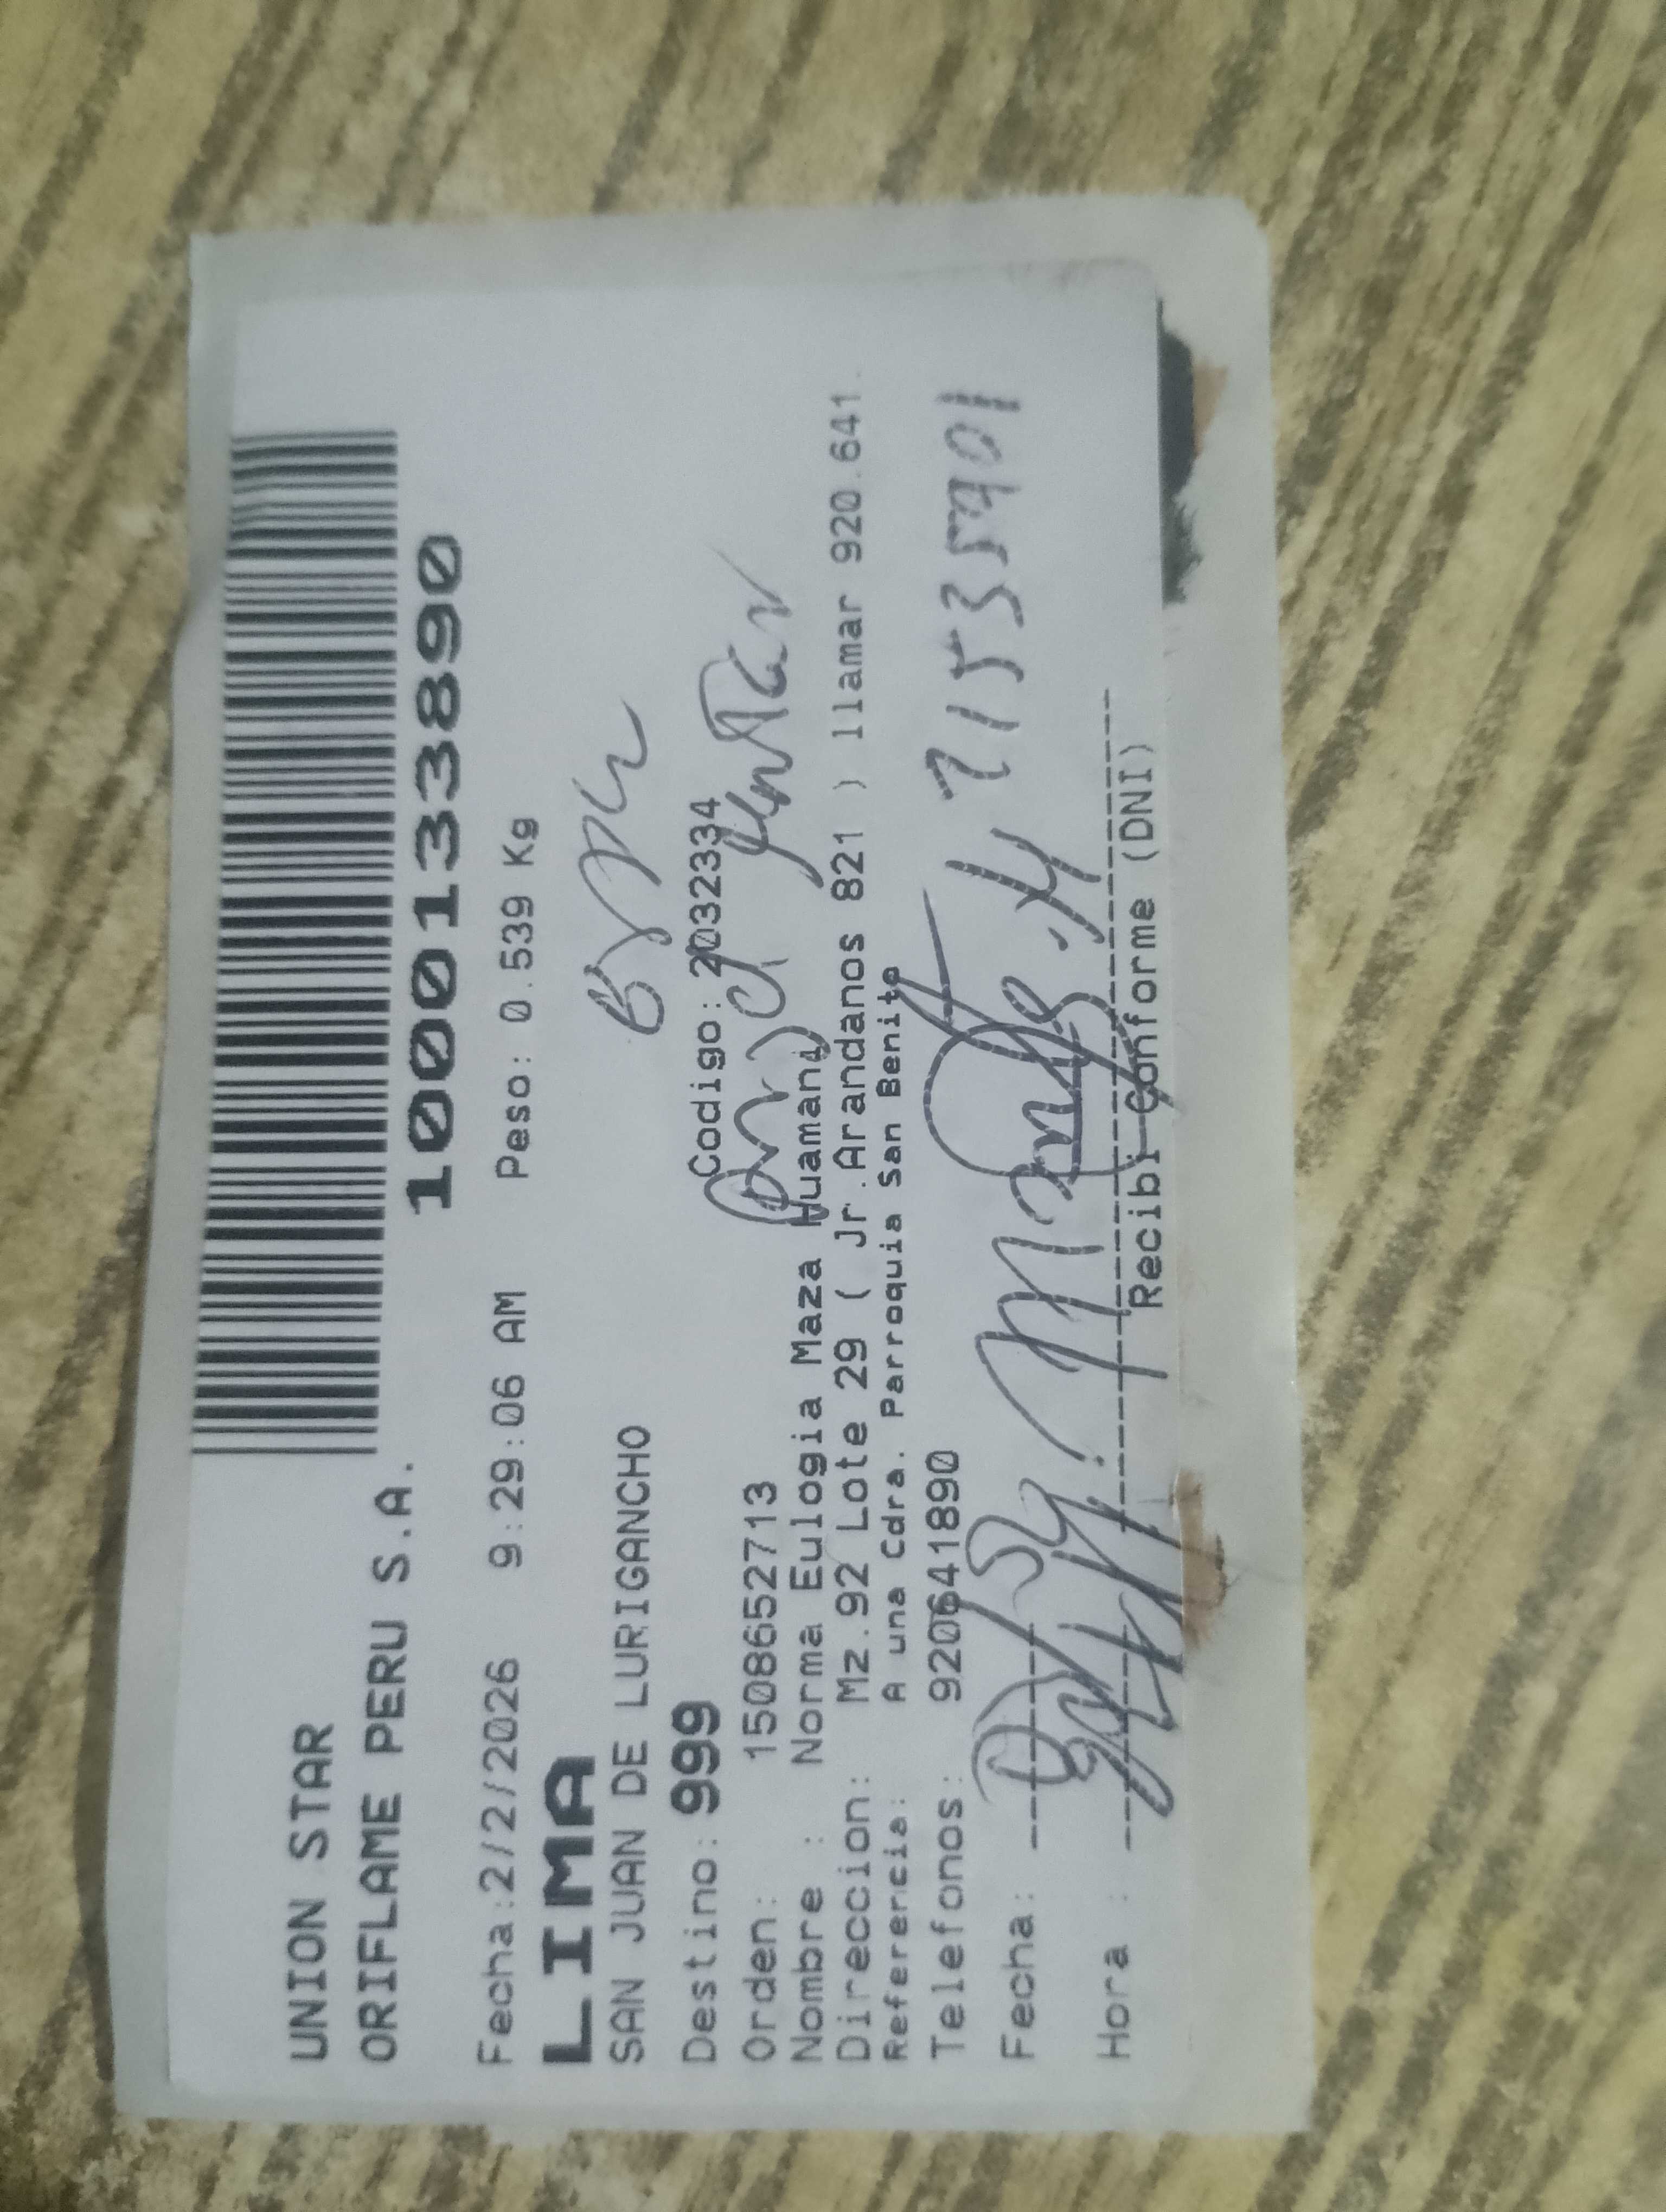 UNION STAR
ORIFLAME PERU S.A.
10001338890
Fecha:2/2/2026 9:29:06 AM Peso: 0.539 Kg
LIMA
SAN JUAN DE LURIGANCHO
Destino: 999
Codigo: 2032334
Orden: 1508652713
Nombre : Norma Eulogia Maza Huamani
Direccion: Mz.92 Lote 29 ( Jr.Arandanos 821 ) llamar 920.641.
Referencia: A una Cdra. Parroquia San Benito
Telefonos: 920641890
71535901
Fecha:
Hora :
Recibi Conforme (DNI)